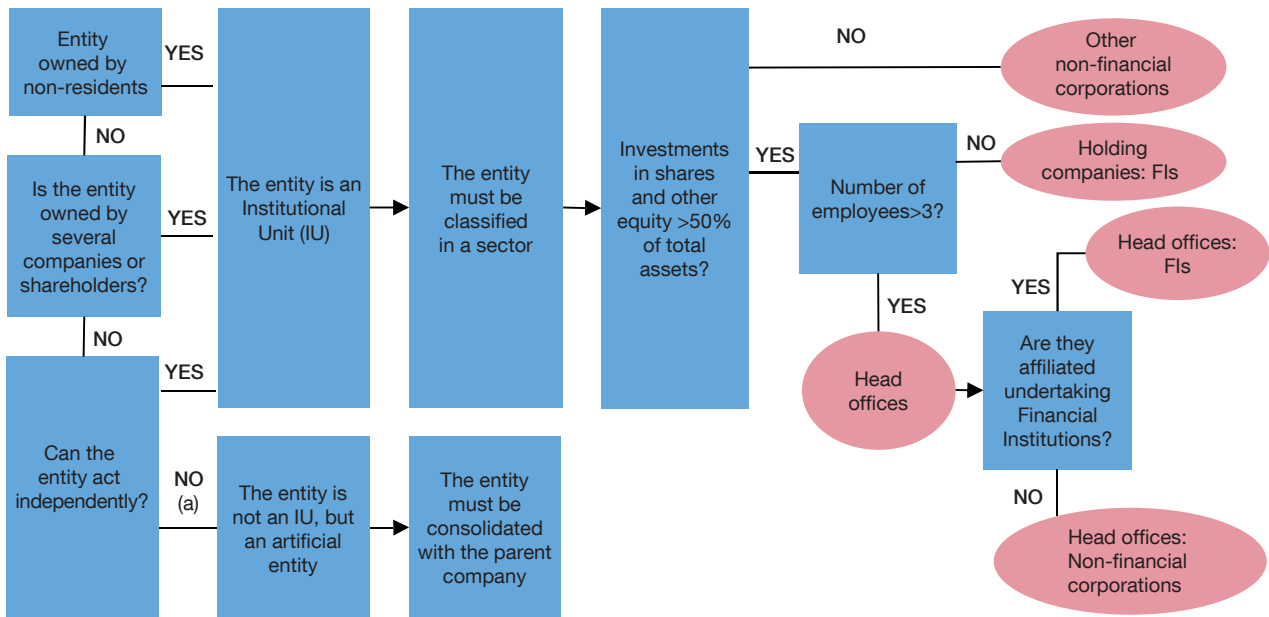 Entity
owned by
non-residents
YES
NO
Is the entity
owned by
several
companies or
shareholders?
YES
NO
Can the
entity act
independently?
YES
NO
(a)
The entity is an
Institutional
Unit (IU)
The entity is
not an IU, but
an artificial
entity
The entity
must be
classified
in a sector
The entity
must be
consolidated
with the parent
company
Investments
in shares
and other
equity >50%
of total
assets?
NO
Other
non-financial
corporations
YES
Number of
employees>3?
NO
Holding
companies: FIs
YES
Head
offices
Are they
affiliated
undertaking
Financial
Institutions?
YES
Head offices:
FIs
NO
Head offices:
Non-financial
corporations